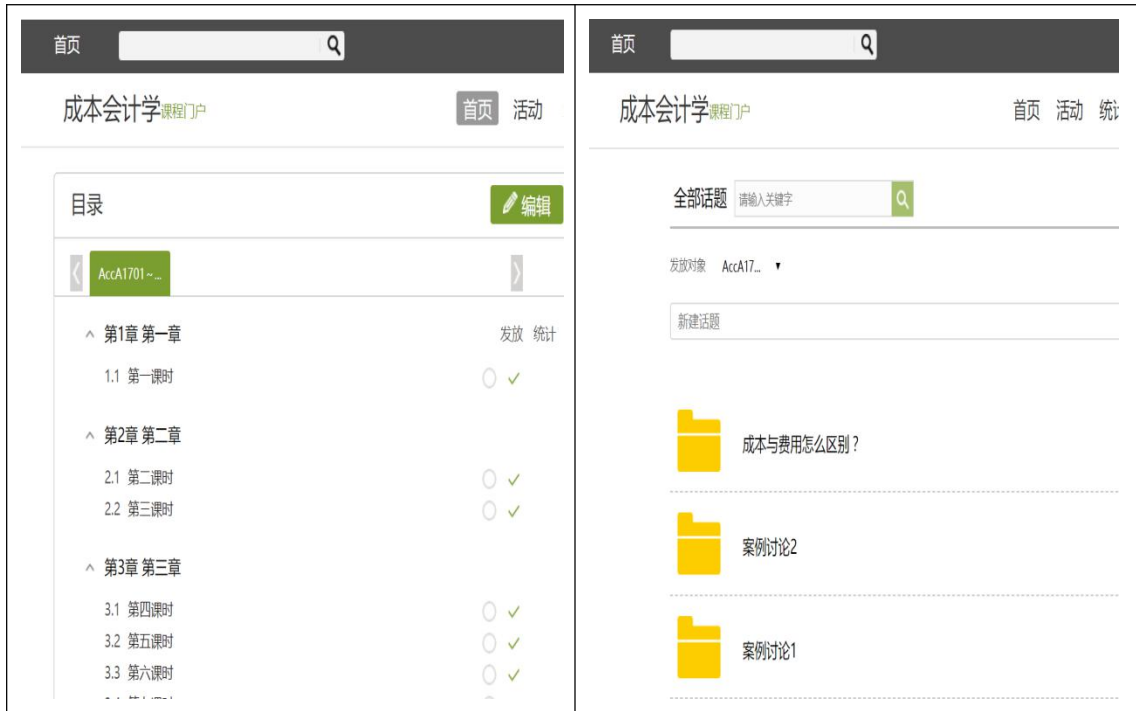 首页
成本会计学课程门户
首页 活动
目录
编辑
AccA1701~...
第1章 第一章
发放 统计
1.1 第一课时
第2章 第二章
2.1 第二课时
2.2 第三课时
第3章 第三章
3.1 第四课时
3.2 第五课时
3.3 第六课时
首页
成本会计学课程门户
首页 活动 统
全部话题 请输入关键字
发放对象 AccA17...
新建话题
成本与费用怎么区别？
案例讨论2
案例讨论1